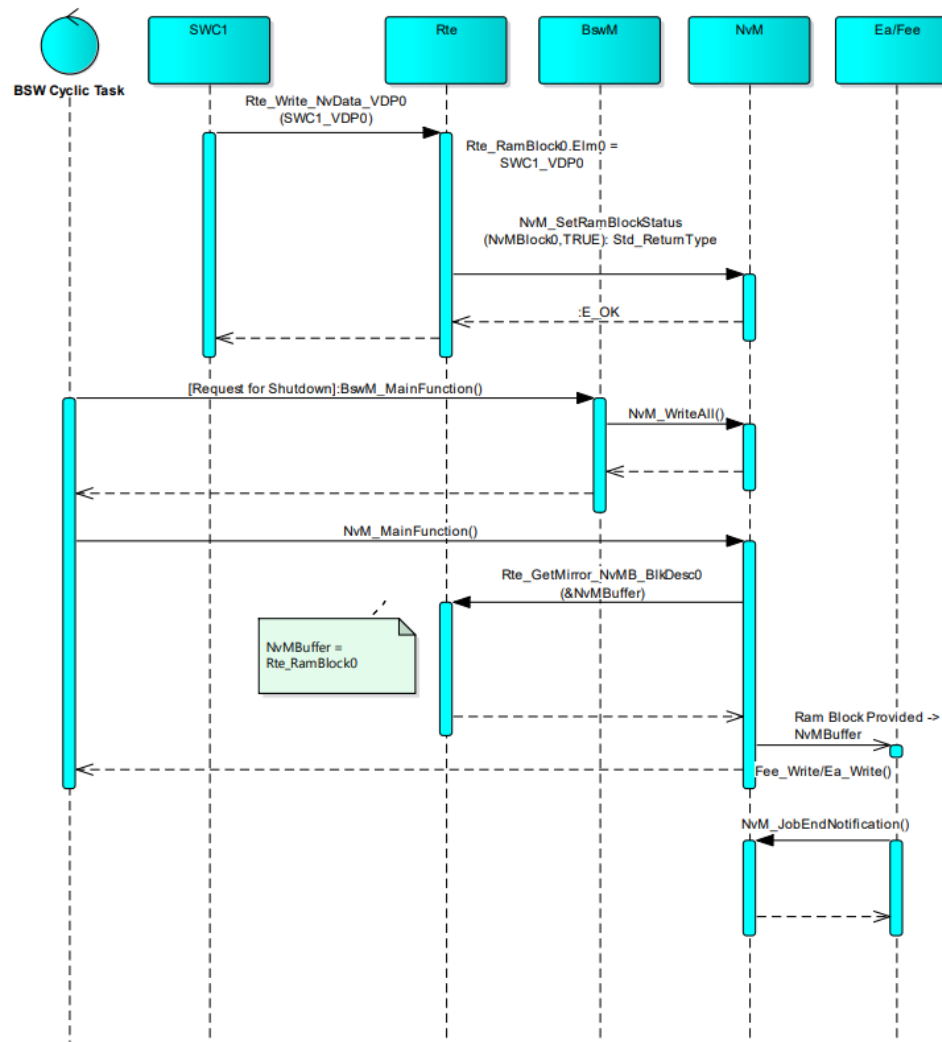 SWC1
Rte
BswM
NvM
Ea/Fee
BSW Cyclic Task
Rte_Write_NvData_VDP0
(SWC1_VDP0)
Rte_RamBlock0.Elm0 =
SWC1_VDP0
NvM_SetRamBlockStatus
(NvMBlock0,TRUE): Std_ReturnType
:E_OK
[Request for Shutdown]:BswM_MainFunction()
NvM_WriteAll()
NvM_MainFunction()
Rte_GetMirror_NvMB_BlkDesc0
(&NvMBuffer)
NvMBuffer =
Rte_RamBlock0
Ram Block Provided ->
NvMBuffer
Fee_Write/Ea_Write()
NvM_JobEndNotification()